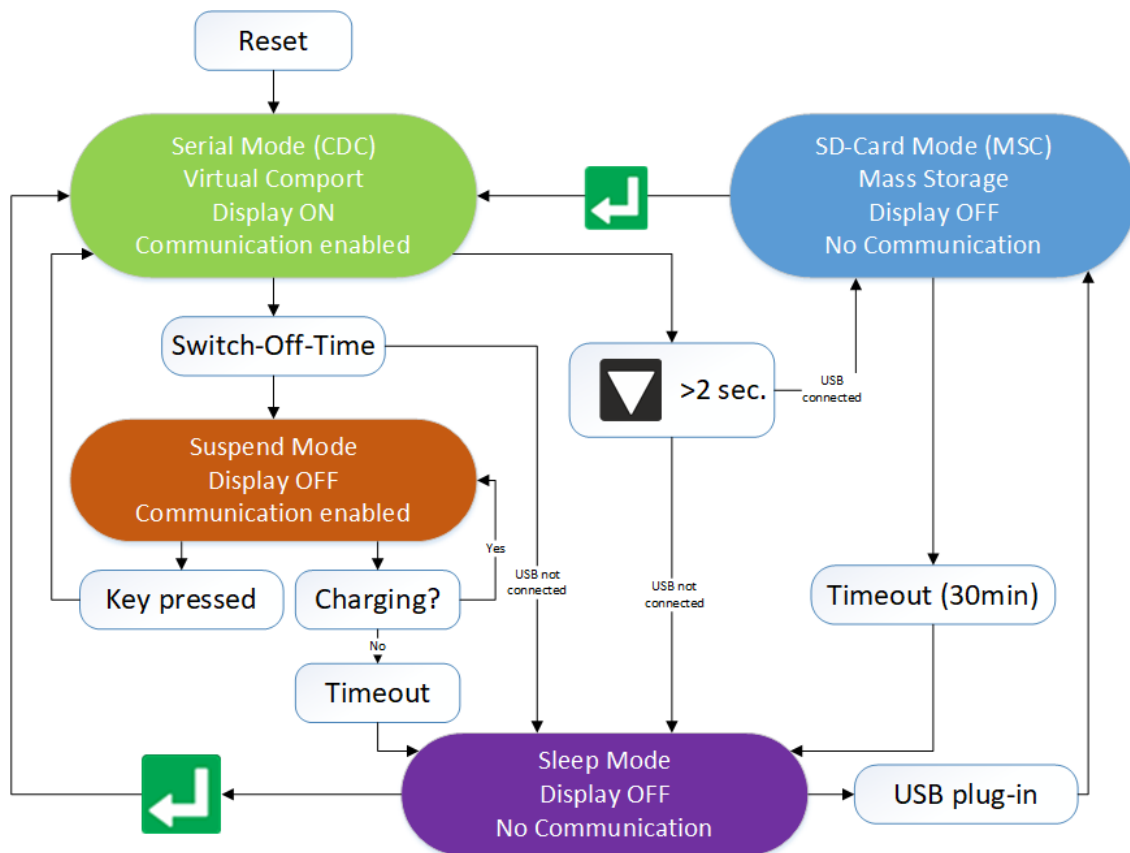 Reset
Serial Mode (CDC)
Virtual Comport
Display ON
Communication enabled
SD-Card Mode (MSC)
Mass Storage
Display OFF
No Communication
Switch-Off-Time
>2 sec.
USB
connected
Suspend Mode
Display OFF
Communication enabled
Yes
USB not
connected
USB not
connected
Key pressed
Charging?
Timeout (30min)
No
Timeout
Sleep Mode
Display OFF
No Communication
USB plug-in